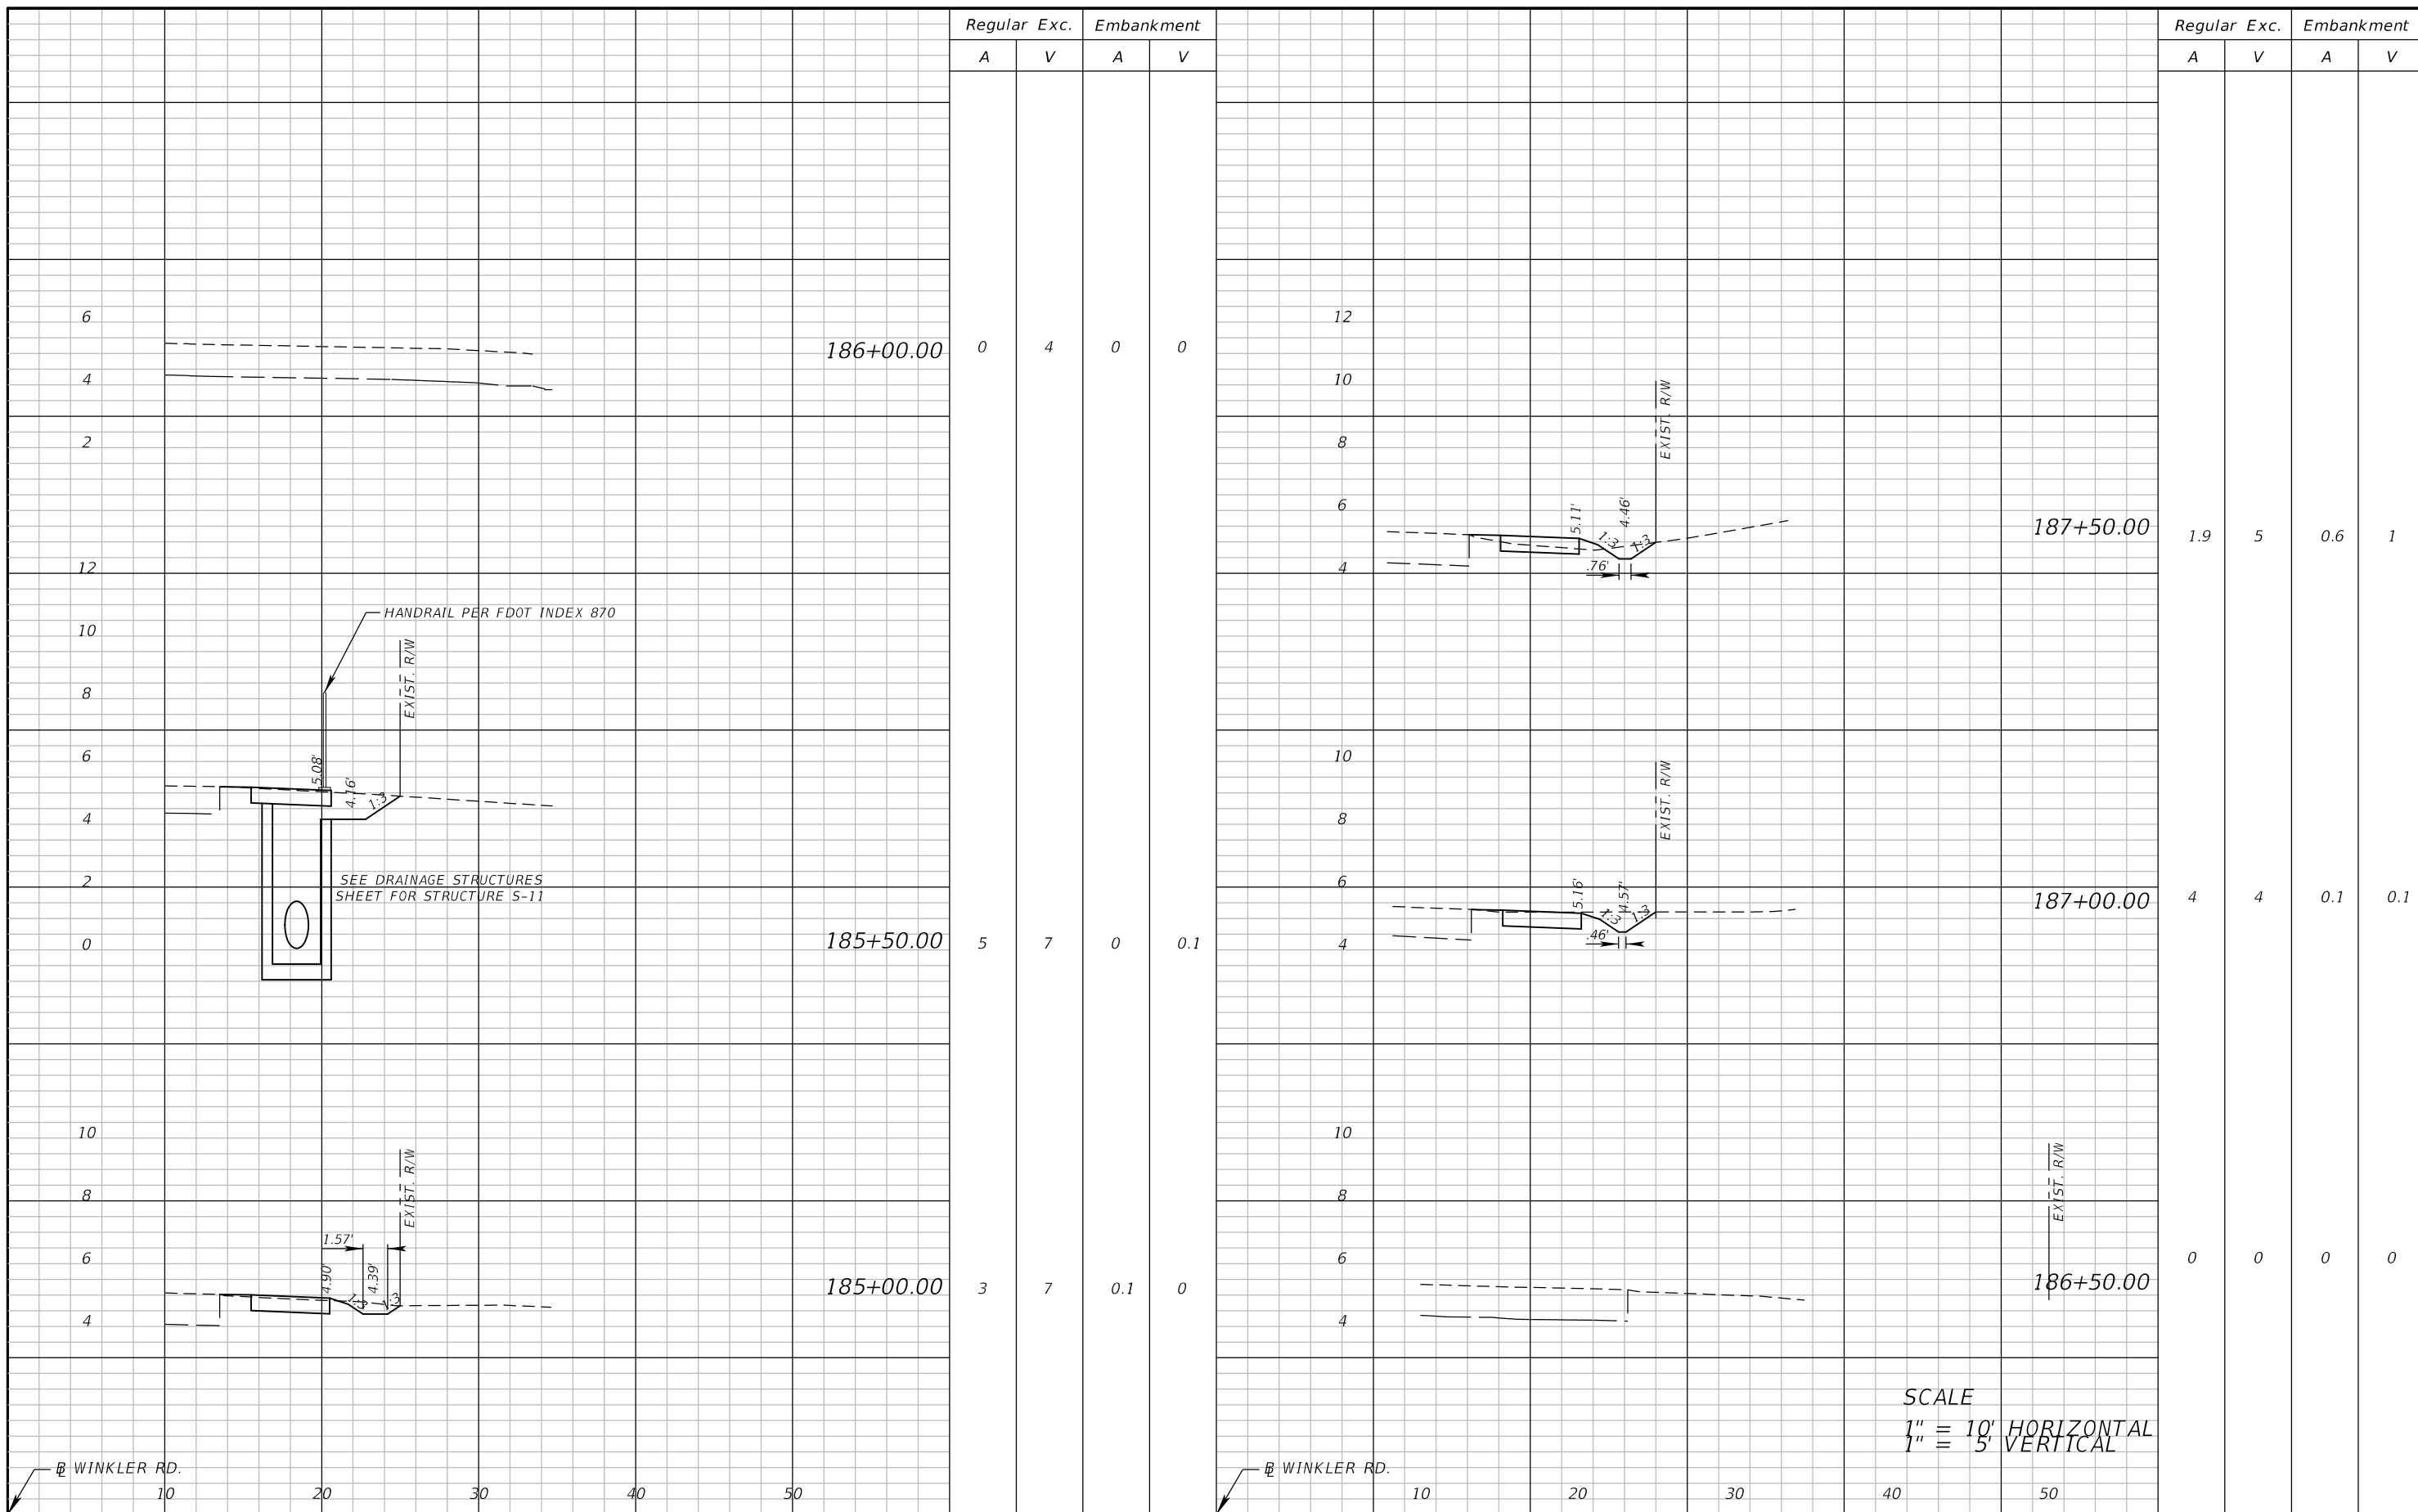 Regular Exc. Embankment
A V A V
6
4
2
186+00.00 0 4 0 0
12
10
8
6
4
2
0
HANDRAIL PER FDOT INDEX 870
EXIST. R/W
5.08'
4.16'
1:3
SEE DRAINAGE STRUCTURES
SHEET FOR STRUCTURE S-11
185+50.00 5 7 0 0.1
10
8
6
4
EXIST. R/W
1.57'
4.90'
4.39'
1:3
1:3
185+00.00 3 7 0.1 0
BL WINKLER RD.
10 20 30 40 50
Regular Exc. Embankment
A V A V
12
10
8
6
4
EXIST. R/W
5.11'
4.46'
1:3
1:3
.76'
187+50.00 1.9 5 0.6 1
10
8
6
4
EXIST. R/W
5.16'
4.57'
1:3
1:3
.46'
187+00.00 4 4 0.1 0.1
10
8
6
4
EXIST. R/W
186+50.00 0 0 0 0
SCALE
1" = 10' HORIZONTAL
1" = 5' VERTICAL
BL WINKLER RD.
10 20 30 40 50